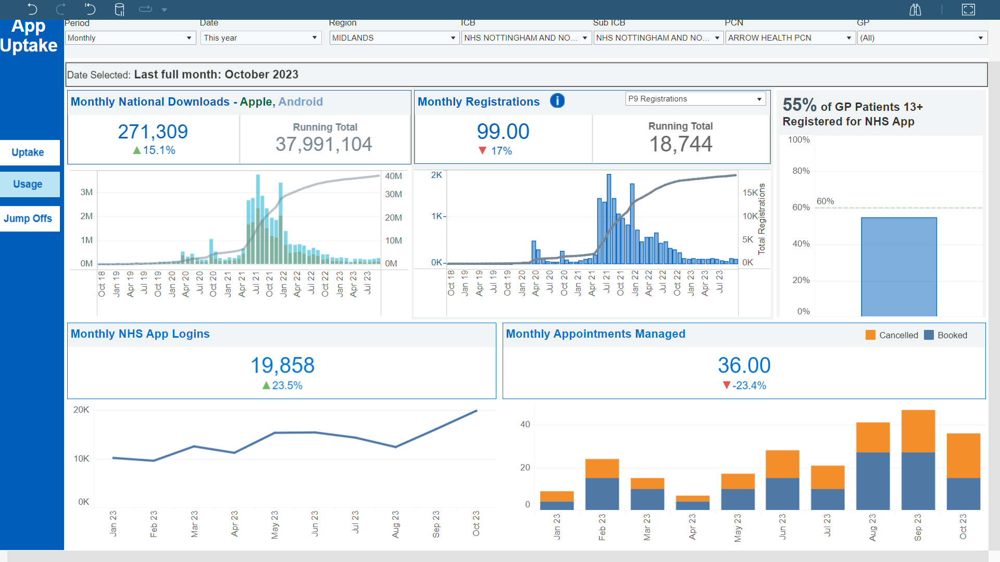 App
Uptake
Period
Date
Region
ICB
Sub ICB
PCN
GP
Monthly
This year
MIDLANDS
NHS NOTTINGHAM AND NO...
NHS NOTTINGHAM AND NO...
ARROW HEALTH PCN
(All)
Date Selected: Last full month: October 2023
Uptake
Usage
Jump Offs
Monthly National Downloads - Apple, Android
271,309
15.1%
Running Total
37,991,104
3M
2M
1M
0M
40M
30M
20M
10M
0M
Oct 18
Jan 19
Apr 19
Jul 19
Oct 19
Jan 20
Apr 20
Jul 20
Oct 20
Jan 21
Apr 21
Jul 21
Oct 21
Jan 22
Apr 22
Jul 22
Oct 22
Jan 23
Apr 23
Jul 23
Monthly Registrations
i
P9 Registrations
99.00
17%
Running Total
18,744
2K
1K
0K
15K
10K
5K
0K
Total Registrations
Oct 18
Jan 19
Apr 19
Jul 19
Oct 19
Jan 20
Apr 20
Jul 20
Oct 20
Jan 21
Apr 21
Jul 21
Oct 21
Jan 22
Apr 22
Jul 22
Oct 22
Jan 23
Apr 23
Jul 23
55% of GP Patients 13+
Registered for NHS App
100%
80%
60%
60%
40%
20%
0%
Monthly NHS App Logins
19,858
23.5%
20K
10K
0K
Jan 23
Feb 23
Mar 23
Apr 23
May 23
Jun 23
Jul 23
Aug 23
Sep 23
Oct 23
Monthly Appointments Managed
Cancelled
Booked
36.00
-23.4%
40
20
0
Jan 23
Feb 23
Mar 23
Apr 23
May 23
Jun 23
Jul 23
Aug 23
Sep 23
Oct 23